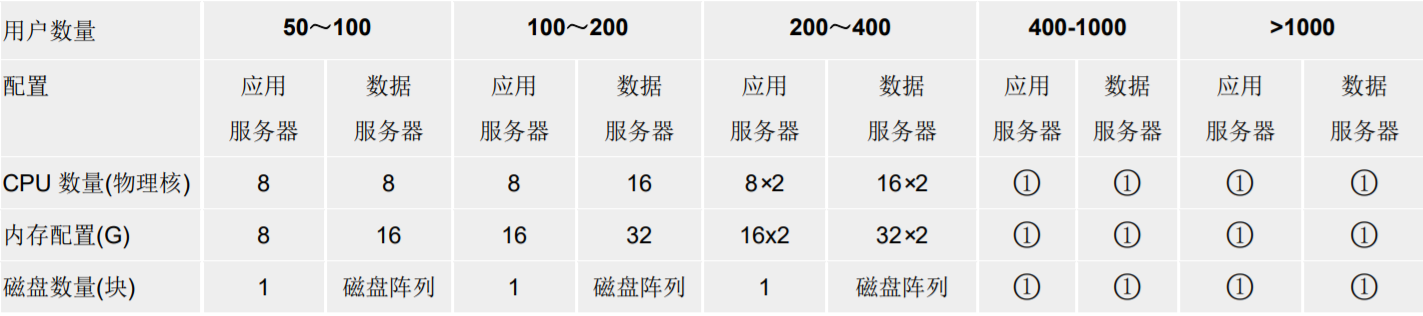 用户数量 50～100 100～200 200～400 400-1000 >1000
配置 应用 数据 应用 数据 应用 数据 应用 数据 应用 数据
服务器 服务器 服务器 服务器 服务器 服务器 服务器 服务器 服务器 服务器
CPU 数量(物理核) 8 8 8 16 8×2 16×2 ① ① ① ①
内存配置(G) 8 16 16 32 16x2 32×2 ① ① ① ①
磁盘数量(块) 1 磁盘阵列 1 磁盘阵列 1 磁盘阵列 ① ① ① ①